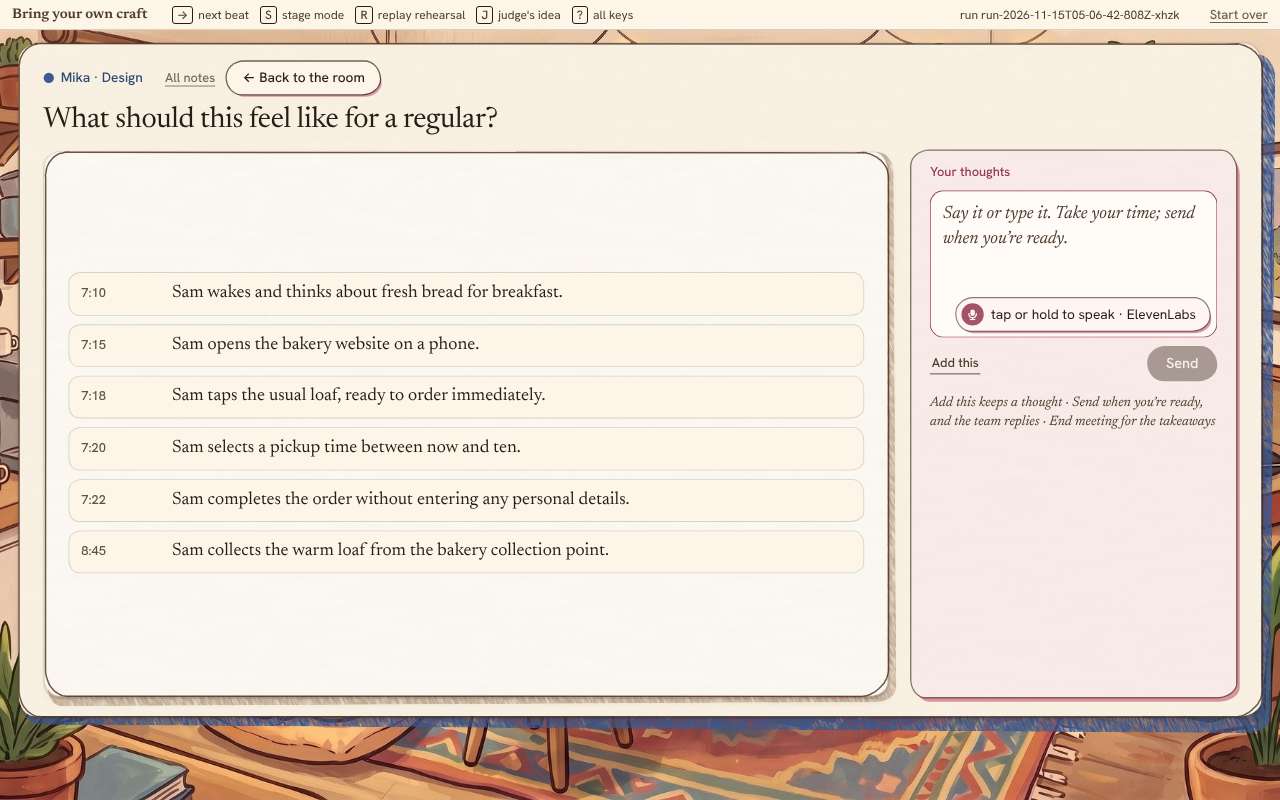 Bring your own craft
→ next beat S stage mode R replay rehearsal J judge's idea ? all keys
run run-2026-11-15T05-06-42-808Z-xhzk
Start over
Mika · Design
All notes
← Back to the room
What should this feel like for a regular?
7:10 Sam wakes and thinks about fresh bread for breakfast.
7:15 Sam opens the bakery website on a phone.
7:18 Sam taps the usual loaf, ready to order immediately.
7:20 Sam selects a pickup time between now and ten.
7:22 Sam completes the order without entering any personal details.
8:45 Sam collects the warm loaf from the bakery collection point.
Your thoughts
Say it or type it. Take your time; send
when you're ready.
tap or hold to speak · ElevenLabs
Add this
Send
Add this keeps a thought · Send when you're ready,
and the team replies · End meeting for the takeaways